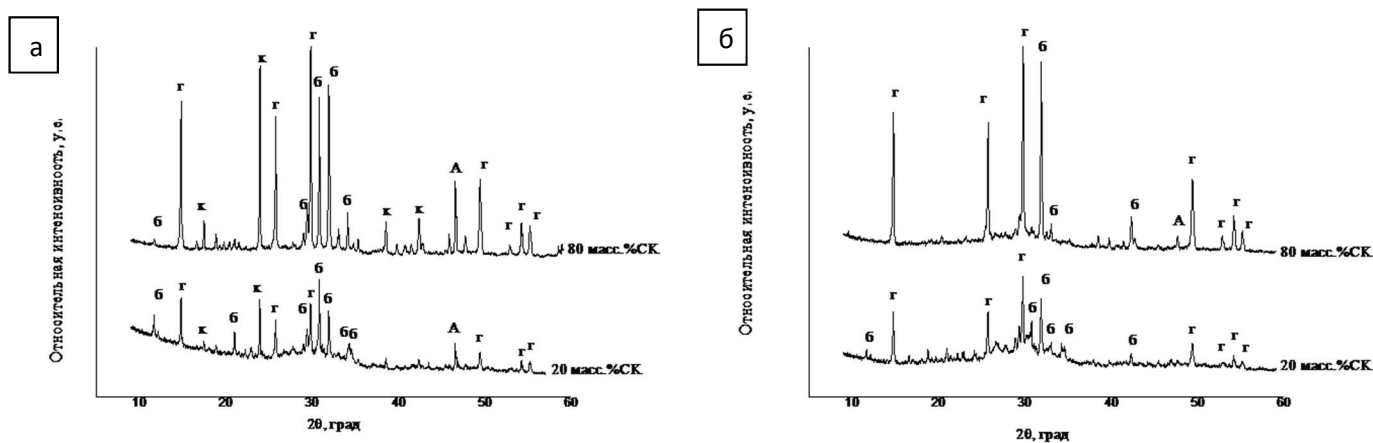 а
Относительная интенсивность, у.е.
б г к к г г б г б б б к к А г г г г
80 масс.%СК
б г к б к г б г б б б б А г г г
20 масс.%СК
10 20 30 40 50 60
2θ, град
б
Относительная интенсивность, у.е.
г г г б б б А г г г г
80 масс.%СК
б г г г б б б б б г г г г
20 масс.%СК
10 20 30 40 50 60
2θ, град